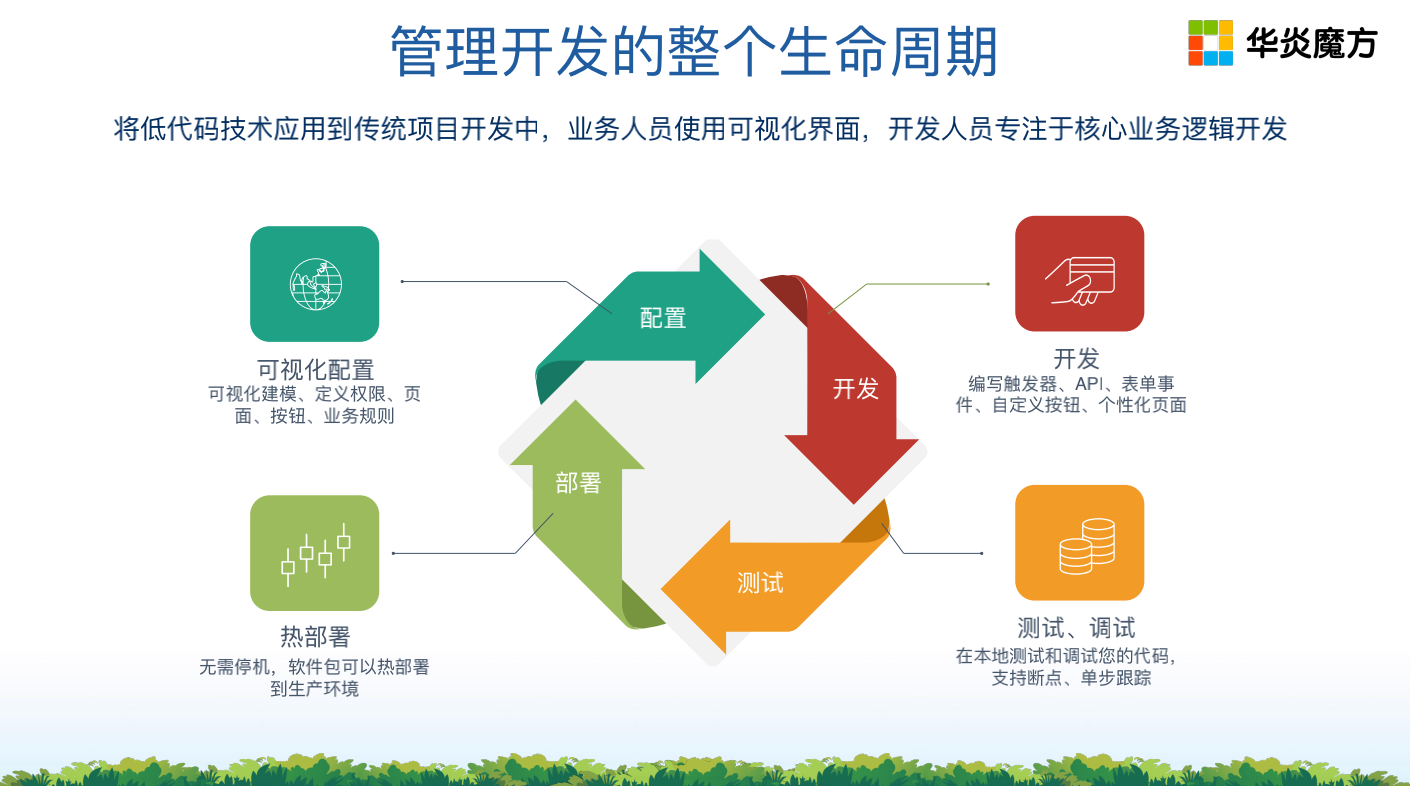 管理开发的整个生命周期
华炎魔方
将低代码技术应用到传统项目开发中，业务人员使用可视化界面，开发人员专注于核心业务逻辑开发
可视化配置
可视化建模、定义权限、页
面、按钮、业务规则
配置
开发
开发
编写触发器、API、表单事
件、自定义按钮、个性化页面
部署
测试
热部署
无需停机，软件包可以热部署
到生产环境
测试、调试
在本地测试和调试您的代码，
支持断点、单步跟踪